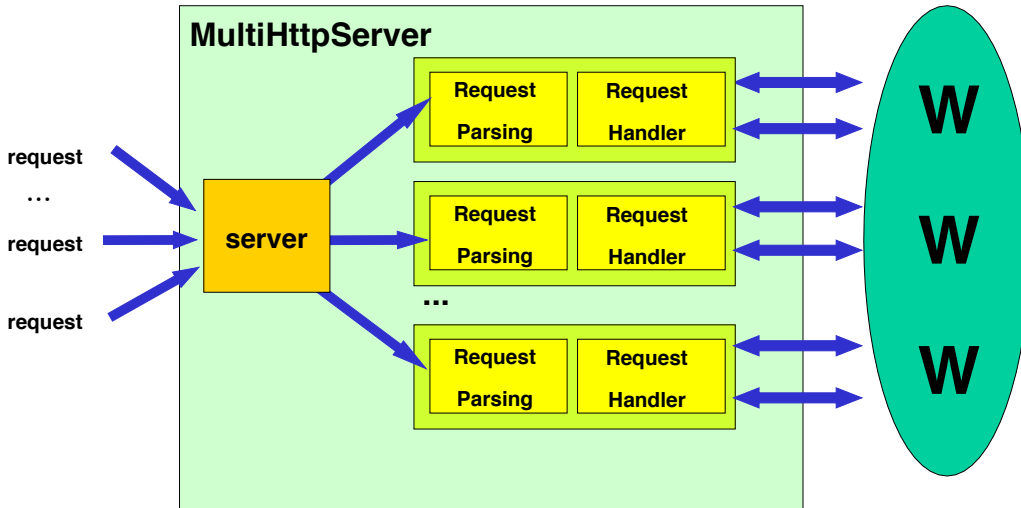 MultiHttpServer
request
...
request
request
server
Request
Parsing
Request
Handler
Request
Parsing
Request
Handler
...
Request
Parsing
Request
Handler
W
W
W